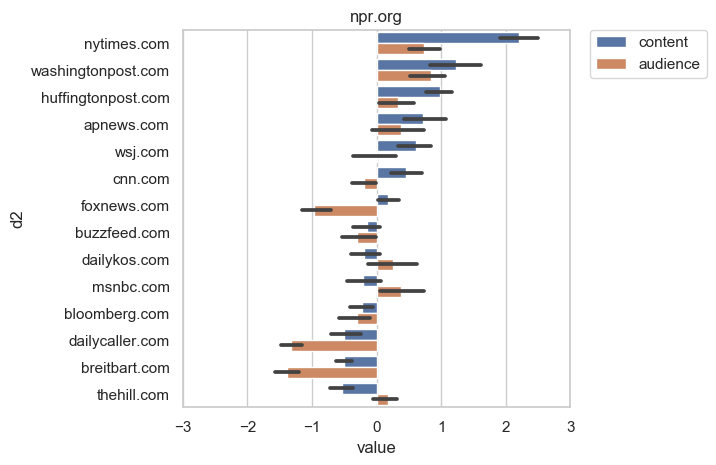 npr.org
nytimes.com
washingtonpost.com
huffingtonpost.com
apnews.com
wsj.com
cnn.com
foxnews.com
buzzfeed.com
dailykos.com
msnbc.com
bloomberg.com
dailycaller.com
breitbart.com
thehill.com
d2
−3 −2 −1 0 1 2 3
value
content
audience